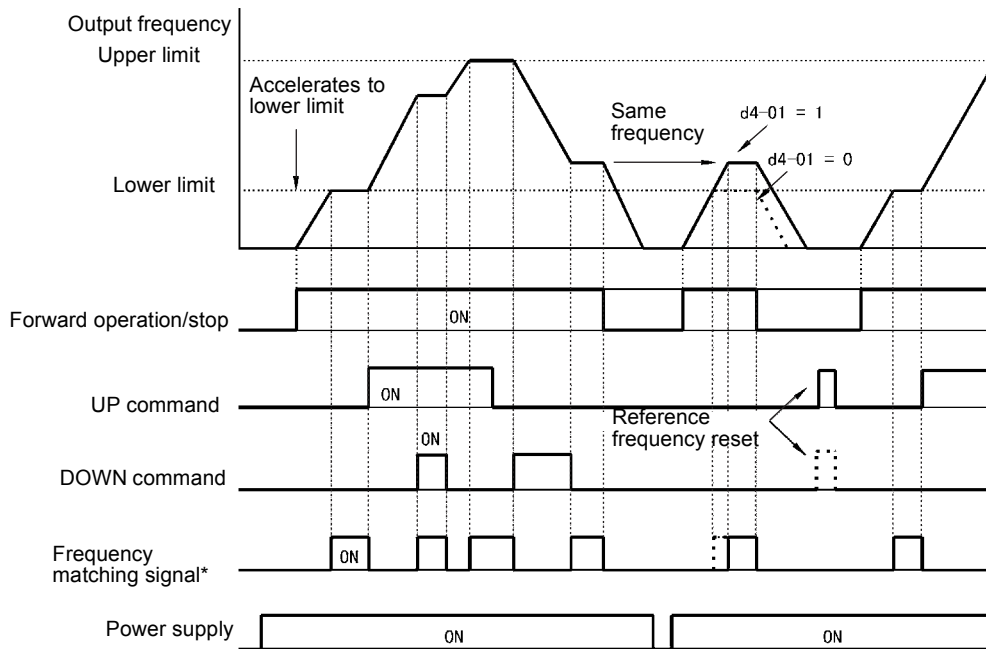 Output frequency
Upper limit
Accelerates to
lower limit
Same
frequency
d4-01 = 1
d4-01 = 0
Lower limit
Forward operation/stop
ON
UP command
ON
Reference
frequency reset
DOWN command
ON
Frequency
matching signal*
ON
Power supply
ON
ON